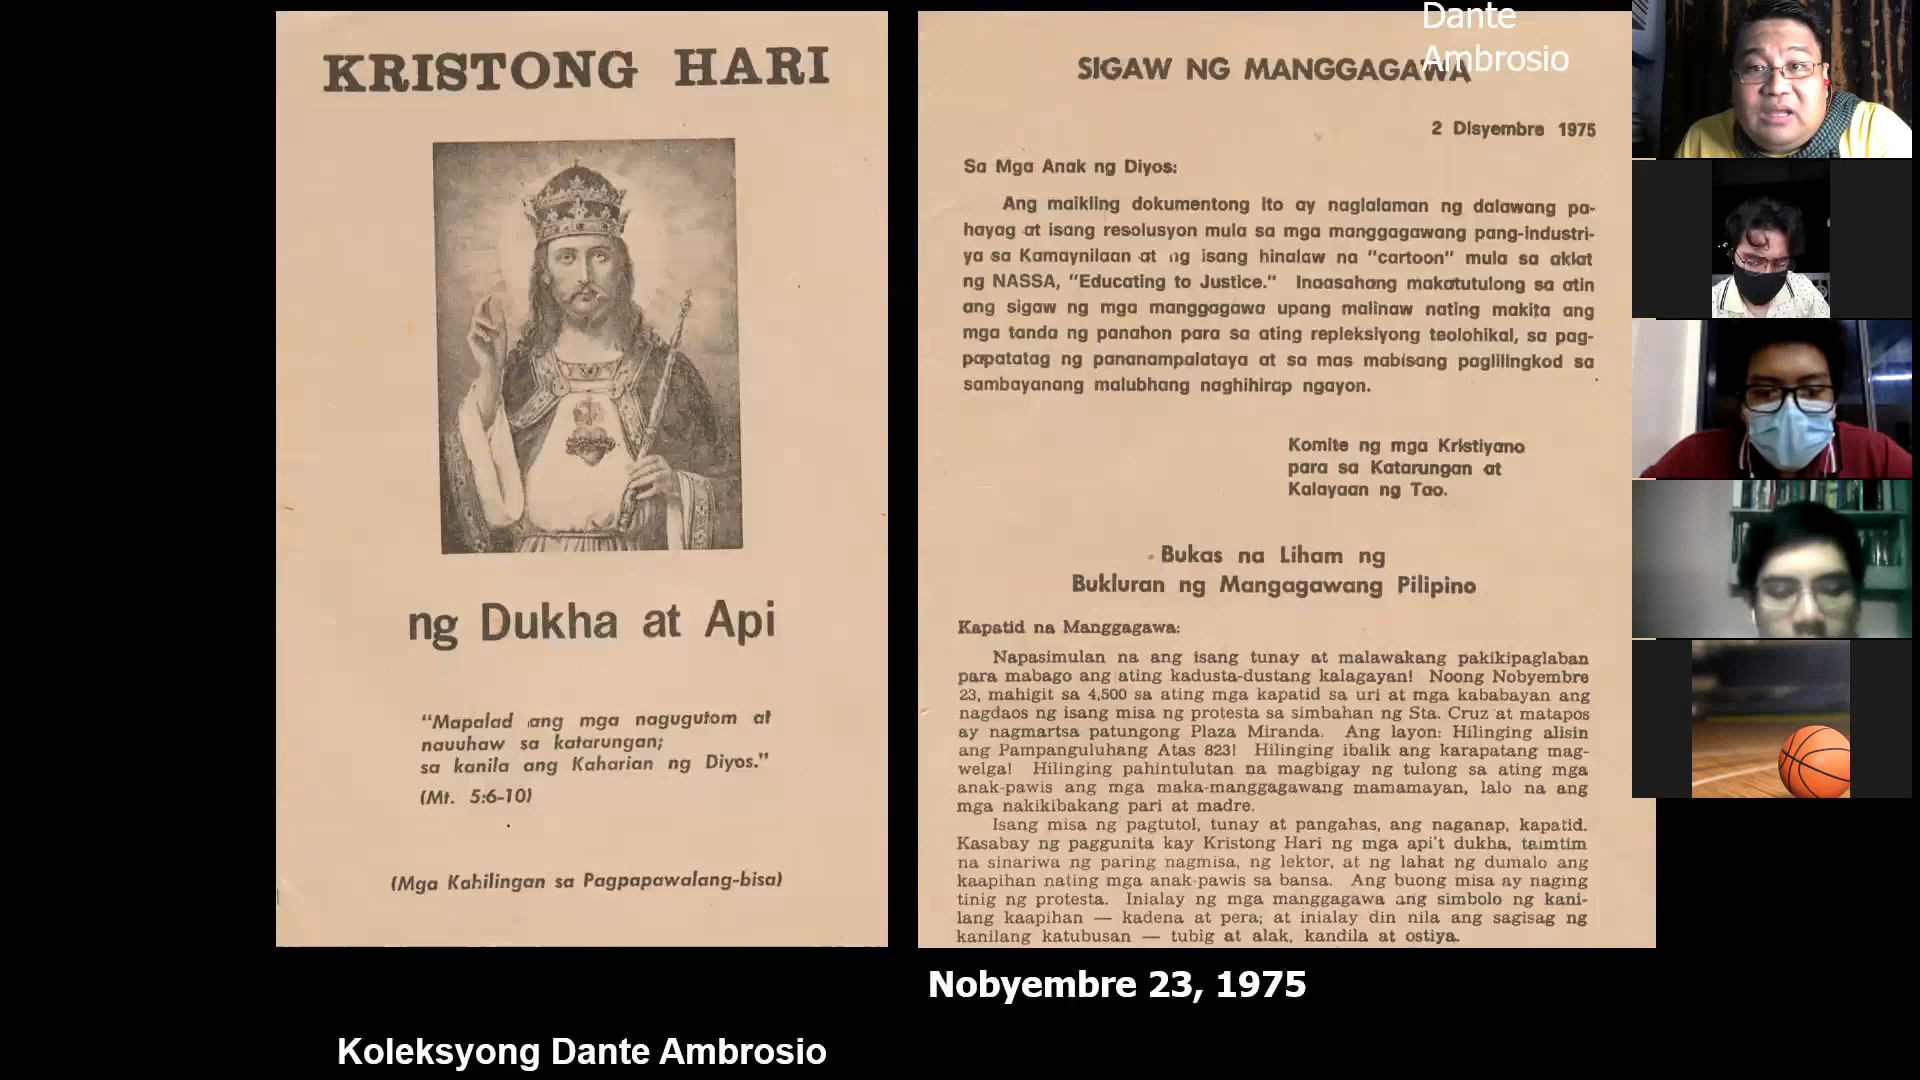 KRISTONG HARI
ng Dukha at Api
“Mapalad ang mga nagugutom at
nauuhaw sa katarungan;
sa kanila ang Kaharian ng Diyos.”
(Mt. 5:6-10)
(Mga Kahilingan sa Pagpapawalang-bisa)
Dante
Ambrosio
SIGAW NG MANGGAGAWA
2 Disyembre 1975
Sa Mga Anak ng Diyos:
Ang maikling dokumentong ito ay naglalaman ng dalawang pa-
hayag at isang resolusyon mula sa mga manggagawang pang-industri-
ya sa Kamaynilaan at ng isang hinalaw na “cartoon” mula sa aklat
ng NASSA, “Educating to Justice.” Inaasahang makatutulong sa atin
ang sigaw ng mga manggagawa upang malinaw nating makita ang
mga tanda ng panahon para sa ating repleksiyong teolohikal, sa pag-
papatatag ng pananampalataya at sa mas mabisang paglilingkod sa
sambayanang malubhang naghihirap ngayon.
Komite ng mga Kristiyano
para sa Katarungan at
Kalayaan ng Tao.
Bukas na Liham ng
Bukluran ng Mangagawang Pilipino
Kapatid na Manggagawa:
Napasimulan na ang isang tunay at malawakang pakikipaglaban
para mabago ang ating kadusta-dustang kalagayan! Noong Nobyembre
23, mahigit sa 4,500 sa ating mga kapatid sa uri at mga kababayan ang
nagdaos ng isang misa ng protesta sa simbahan ng Sta. Cruz at matapos
ay nagmartsa patungong Plaza Miranda. Ang layon: Hilinging alisin
ang Pampanguluhang Atas 823! Hilinging ibalik ang karapatang mag-
welga! Hilinging pahintulutan na magbigay ng tulong sa ating mga
anak-pawis ang mga maka-manggagawang mamamayan, lalo na ang
mga nakikibakang pari at madre.
Isang misa ng pagtutol, tunay at pangahas, ang naganap, kapatid.
Kasabay ng paggunita kay Kristong Hari ng mga api't dukha, taimtim
na sinariwa ng paring nagmisa, ng lektor, at ng lahat ng dumalo ang
kaapihan nating mga anak-pawis sa bansa. Ang buong misa ay naging
tinig ng protesta. Inialay ng mga manggagawa ang simbolo ng kani-
lang kaapihan — kadena at pera; at inialay din nila ang sagisag ng
kanilang katubusan — tubig at alak, kandila at ostiya.
Nobyembre 23, 1975
Koleksyong Dante Ambrosio